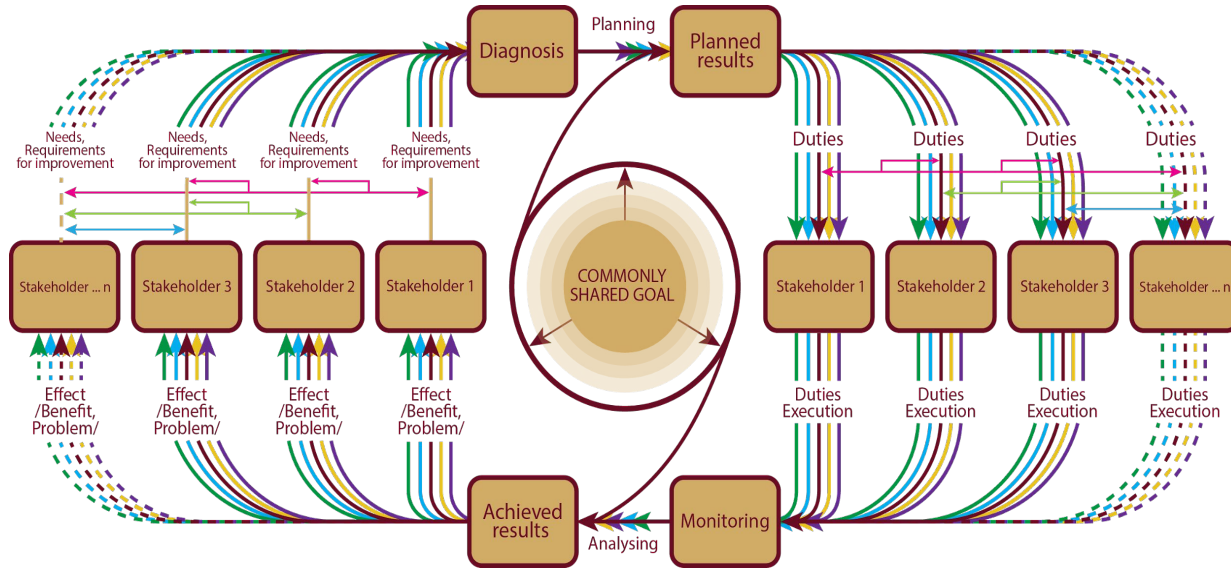 Planning
Diagnosis
Planned
results
Needs,
Requirements
for improvement
Needs,
Requirements
for improvement
Needs,
Requirements
for improvement
Needs,
Requirements
for improvement
Duties
Duties
Duties
Duties
COMMONLY
SHARED GOAL
Stakeholder ... n
Stakeholder 3
Stakeholder 2
Stakeholder 1
Stakeholder 1
Stakeholder 2
Stakeholder 3
Stakeholder ... n
Effect
/Benefit,
Problem/
Effect
/Benefit,
Problem/
Effect
/Benefit,
Problem/
Effect
/Benefit,
Problem/
Duties
Execution
Duties
Execution
Duties
Execution
Duties
Execution
Achieved
results
Analysing
Monitoring